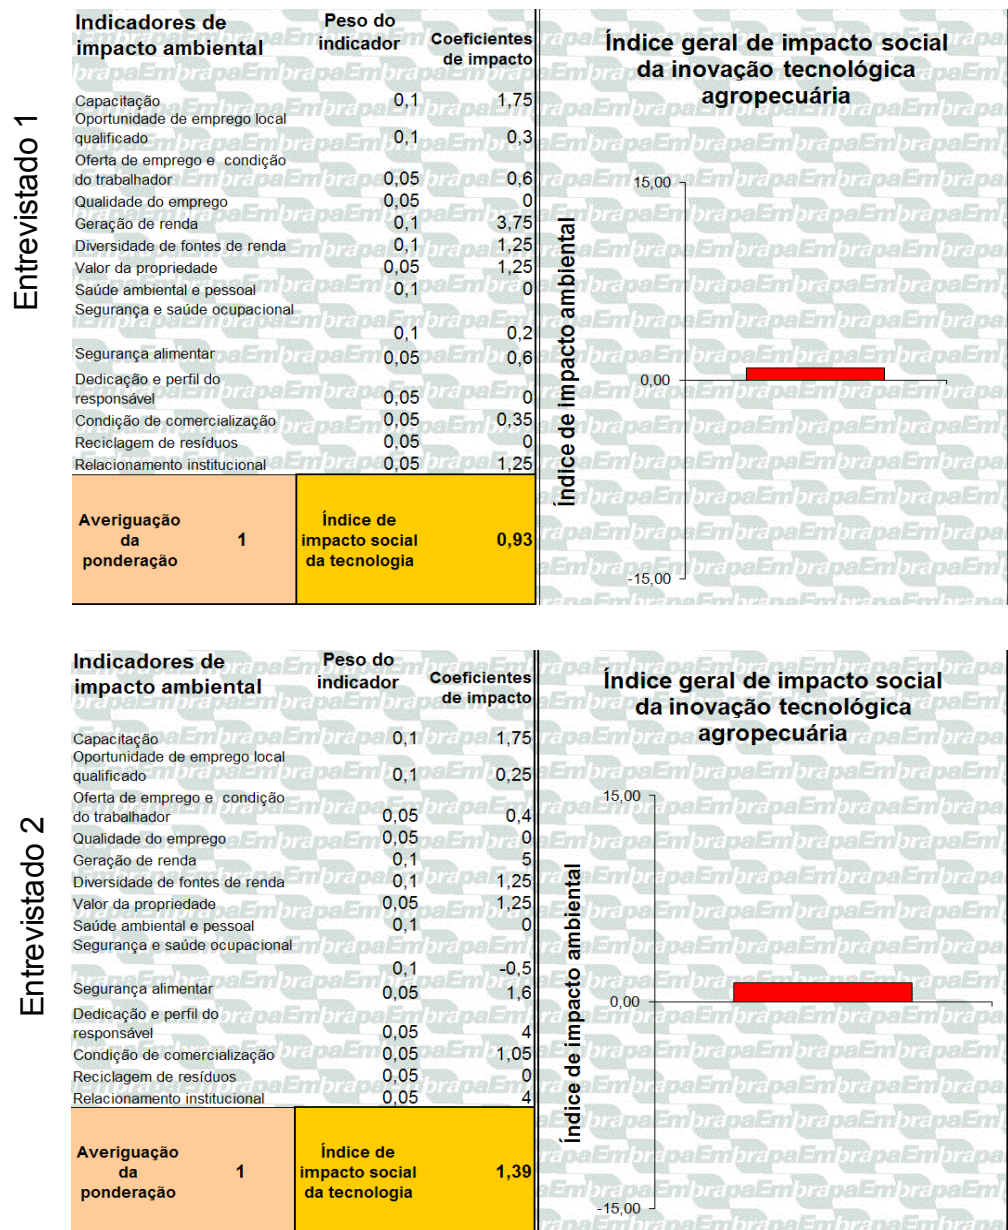 Entrevistado 1
Indicadores de
impacto ambiental
Peso do
indicador
Coeficientes
de impacto
Capacitação 0,1 1,75
Oportunidade de emprego local
qualificado 0,1 0,3
Oferta de emprego e condição
do trabalhador 0,05 0,6
Qualidade do emprego 0,05 0
Geração de renda 0,1 3,75
Diversidade de fontes de renda 0,1 1,25
Valor da propriedade 0,05 1,25
Saúde ambiental e pessoal 0,1 0
Segurança e saúde ocupacional
0,1 0,2
Segurança alimentar 0,05 0,6
Dedicação e perfil do
responsável 0,05 0
Condição de comercialização 0,05 0,35
Reciclagem de resíduos 0,05 0
Relacionamento institucional 0,05 1,25
Averiguação
da
ponderação
1
Índice de
impacto social
da tecnologia
0,93
Índice geral de impacto social
da inovação tecnológica
agropecuária
Índice de impacto ambiental
15,00
0,00
-15,00
Entrevistado 2
Indicadores de
impacto ambiental
Peso do
indicador
Coeficientes
de impacto
Capacitação 0,1 1,75
Oportunidade de emprego local
qualificado 0,1 0,25
Oferta de emprego e condição
do trabalhador 0,05 0,4
Qualidade do emprego 0,05 0
Geração de renda 0,1 5
Diversidade de fontes de renda 0,1 1,25
Valor da propriedade 0,05 1,25
Saúde ambiental e pessoal 0,1 0
Segurança e saúde ocupacional
0,1 -0,5
Segurança alimentar 0,05 1,6
Dedicação e perfil do
responsável 0,05 4
Condição de comercialização 0,05 1,05
Reciclagem de resíduos 0,05 0
Relacionamento institucional 0,05 4
Averiguação
da
ponderação
1
Índice de
impacto social
da tecnologia
1,39
Índice geral de impacto social
da inovação tecnológica
agropecuária
Índice de impacto ambiental
15,00
0,00
-15,00